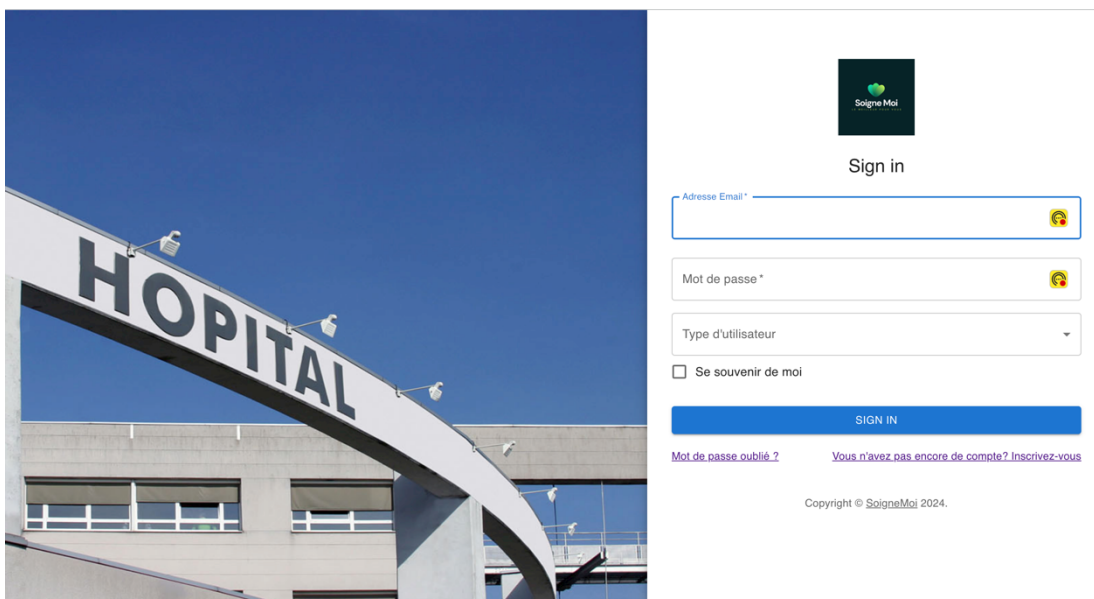 HOPITAL
Soigne Moi
Sign in
Adresse Email *
Mot de passe *
Type d'utilisateur
Se souvenir de moi
SIGN IN
Mot de passe oublié ?
Vous n'avez pas encore de compte? Inscrivez-vous
Copyright © SoigneMoi 2024.